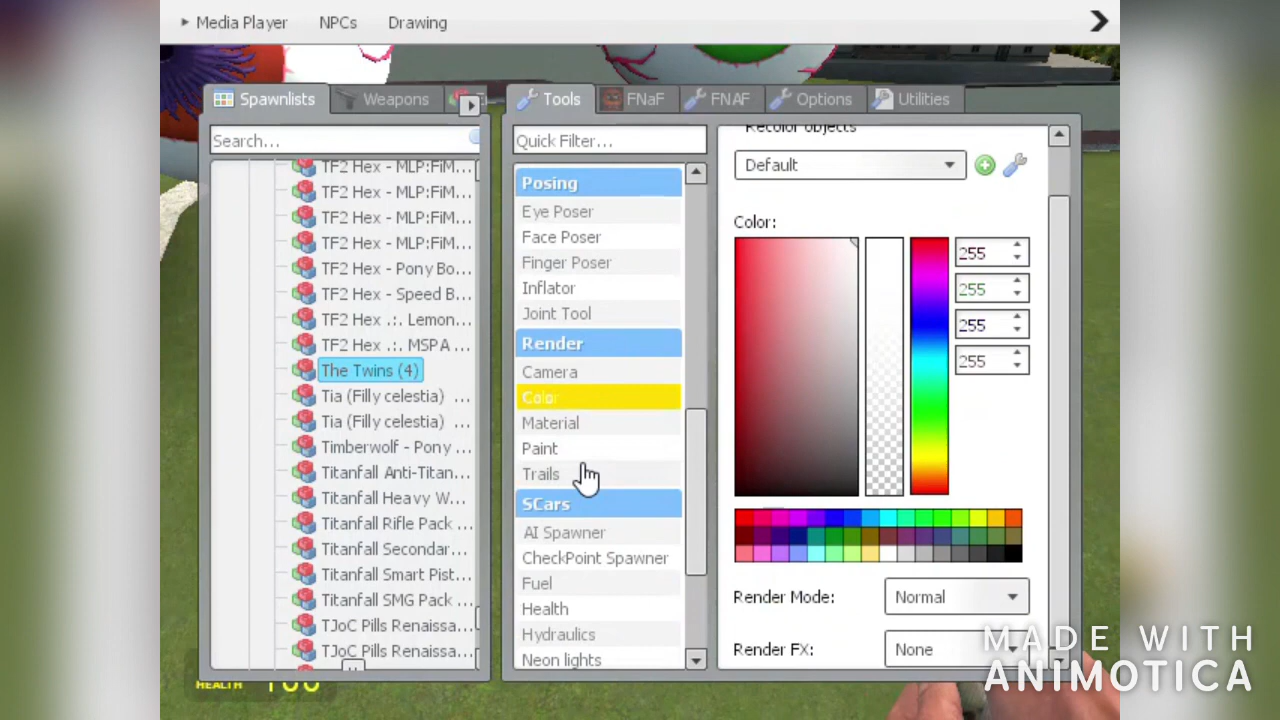 Media Player NPCs Drawing
Spawnlists Weapons
Tools FNaF FNAF Options Utilities
Search...
TF2 Hex - MLP:FiM...
TF2 Hex - MLP:FiM...
TF2 Hex - MLP:FiM...
TF2 Hex - MLP:FiM...
TF2 Hex - Pony Bo...
TF2 Hex - Speed B...
TF2 Hex .:. Lemon...
TF2 Hex .:. MSPA ...
The Twins (4)
Tia (Filly celestia) ...
Tia (Filly celestia) ...
Timberwolf - Pony ...
Titanfall Anti-Titan...
Titanfall Heavy W...
Titanfall Rifle Pack ...
Titanfall Secondar...
Titanfall Smart Pist...
Titanfall SMG Pack ...
TJoC Pills Renaissa...
TJoC Pills Renaissa...
Quick Filter...
Posing
Eye Poser
Face Poser
Finger Poser
Inflator
Joint Tool
Render
Camera
Color
Material
Paint
Trails
SCars
AI Spawner
CheckPoint Spawner
Fuel
Health
Hydraulics
Neon lights
Recolor objects
Default
Color:
255
255
255
255
Render Mode: Normal
Render FX: None
HEALTH 100
MADE WITH
ANIMOTICA